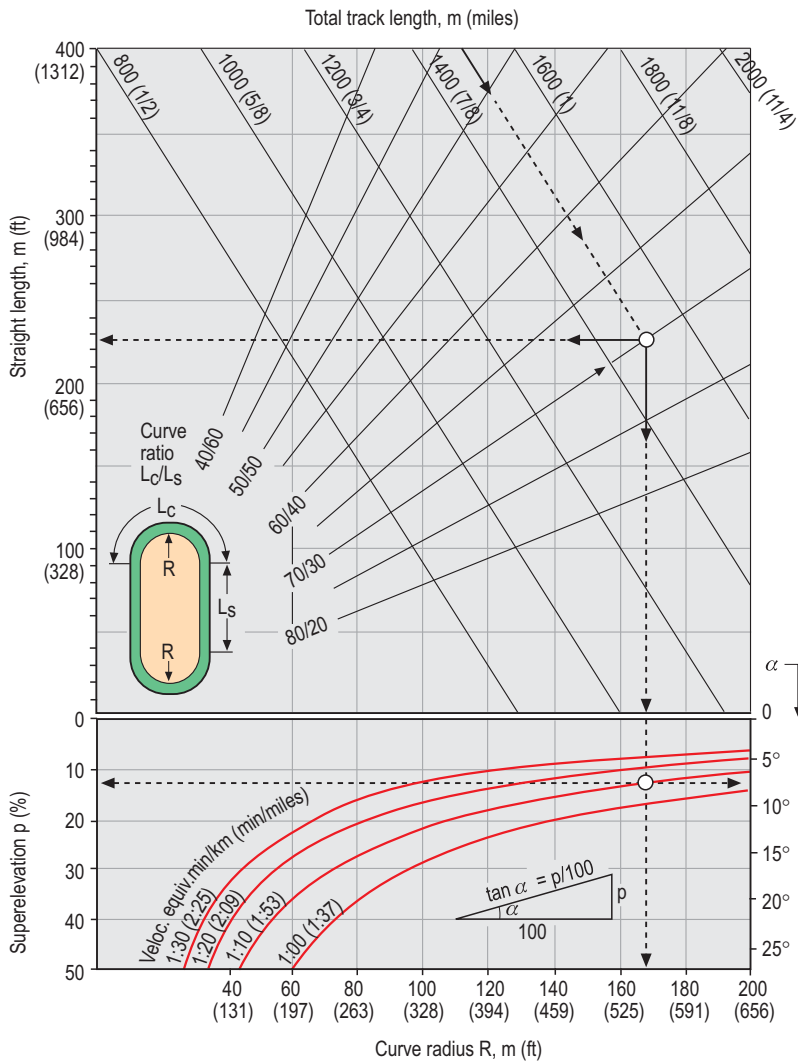 Total track length, m (miles)
400
(1312)
300
(984)
200
(656)
100
(328)
0
Straight length, m (ft)
800 (1/2)
1000 (5/8)
1200 (3/4)
1400 (7/8)
1600 (1)
1800 (11/8)
2000 (11/4)
40/60
50/50
60/40
70/30
80/20
Curve
ratio
LC/LS
LC
R
LS
R
α
0
0
10
20
30
40
50
Superelevation p (%)
5°
10°
15°
20°
25°
Veloc. equiv.min/km (min/miles)
1:30 (2:25)
1:20 (2:09)
1:10 (1:53)
1:00 (1:37)
tan α = p/100
α
p
100
40 60 80 100 120 140 160 180 200
(131) (197) (263) (328) (394) (459) (525) (591) (656)
Curve radius R, m (ft)